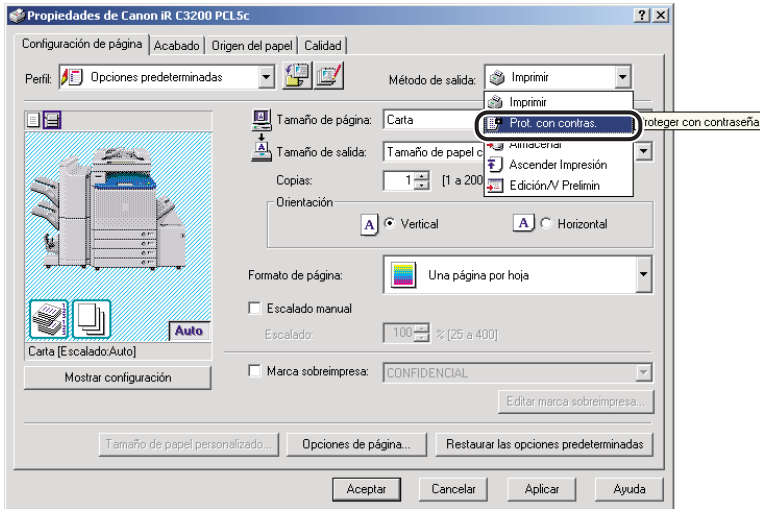 Propiedades de Canon iR C3200 PCL5c
Configuración de página Acabado Origen del papel Calidad
Perfil: Opciones predeterminadas
Método de salida: Imprimir
Imprimir
Prot. con contras.
Proteger con contraseña
Almacenar
Ascender Impresión
Edición/V Prelimin
Tamaño de página: Carta
Tamaño de salida: Tamaño de papel c
Copias: 1 [1 a 200
Orientación
A Vertical A Horizontal
Formato de página: Una página por hoja
Escalado manual
Escalado: 100 % [25 a 400]
Auto
Carta [Escalado:Auto]
Mostrar configuración
Marca sobreimpresa: CONFIDENCIAL
Editar marca sobreimpresa...
Tamaño de papel personalizado... Opciones de página... Restaurar las opciones predeterminadas
Aceptar Cancelar Aplicar Ayuda